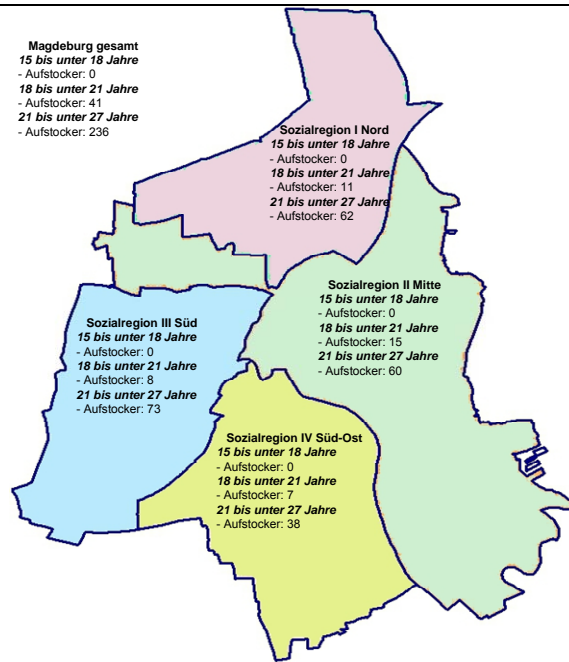 Magdeburg gesamt
15 bis unter 18 Jahre
- Aufstocker: 0
18 bis unter 21 Jahre
- Aufstocker: 41
21 bis unter 27 Jahre
- Aufstocker: 236
Sozialregion I Nord
15 bis unter 18 Jahre
- Aufstocker: 0
18 bis unter 21 Jahre
- Aufstocker: 11
21 bis unter 27 Jahre
- Aufstocker: 62
Sozialregion II Mitte
15 bis unter 18 Jahre
- Aufstocker: 0
18 bis unter 21 Jahre
- Aufstocker: 15
21 bis unter 27 Jahre
- Aufstocker: 60
Sozialregion III Süd
15 bis unter 18 Jahre
- Aufstocker: 0
18 bis unter 21 Jahre
- Aufstocker: 8
21 bis unter 27 Jahre
- Aufstocker: 73
Sozialregion IV Süd-Ost
15 bis unter 18 Jahre
- Aufstocker: 0
18 bis unter 21 Jahre
- Aufstocker: 7
21 bis unter 27 Jahre
- Aufstocker: 38